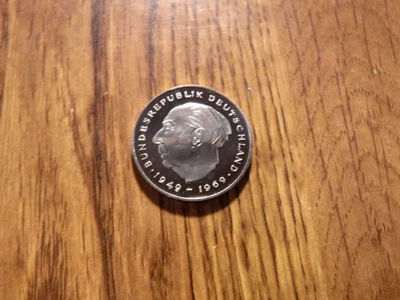 · BUNDESREPUBLIK DEUTSCHLAND ·
1949 – 1969